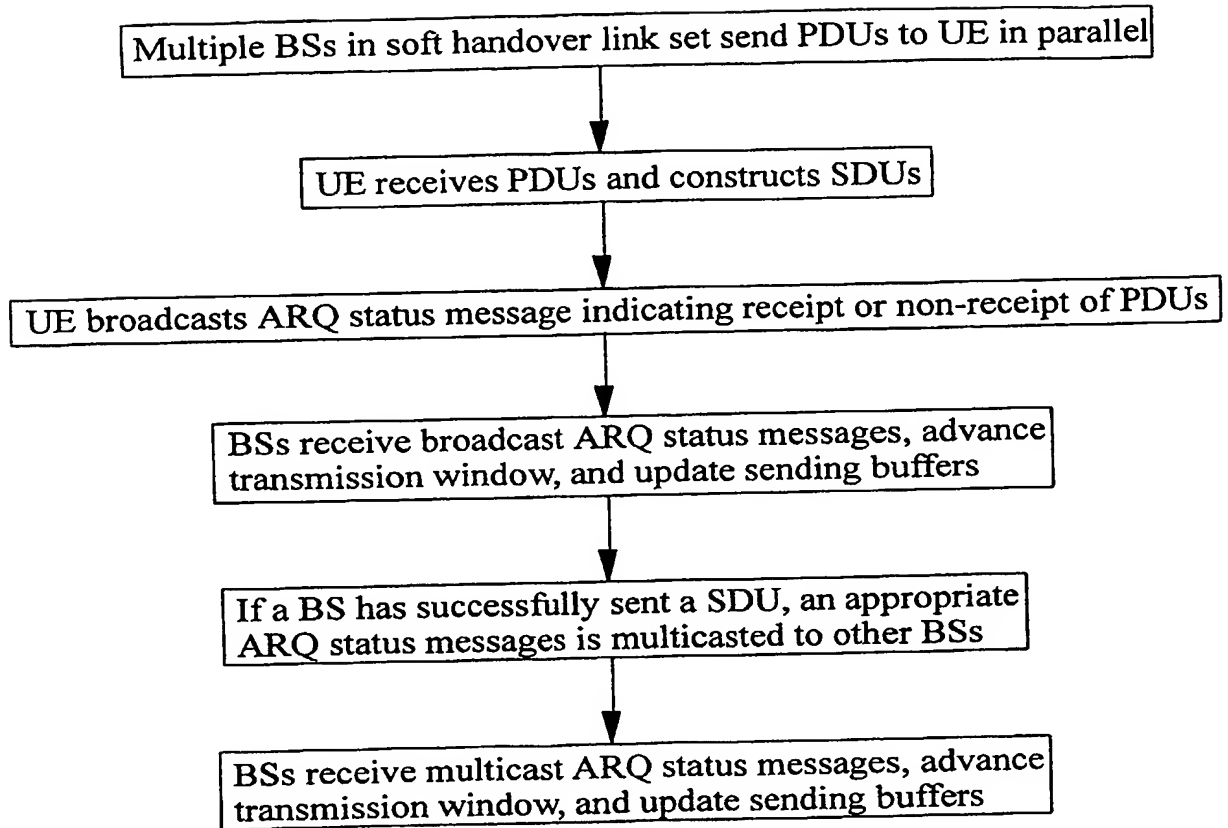 Multiple BSs in soft handover link set send PDUs to UE in parallel
UE receives PDUs and constructs SDUs
UE broadcasts ARQ status message indicating receipt or non-receipt of PDUs
BSs receive broadcast ARQ status messages, advance
transmission window, and update sending buffers
If a BS has successfully sent a SDU, an appropriate
ARQ status messages is multicasted to other BSs
BSs receive multicast ARQ status messages, advance
transmission window, and update sending buffers